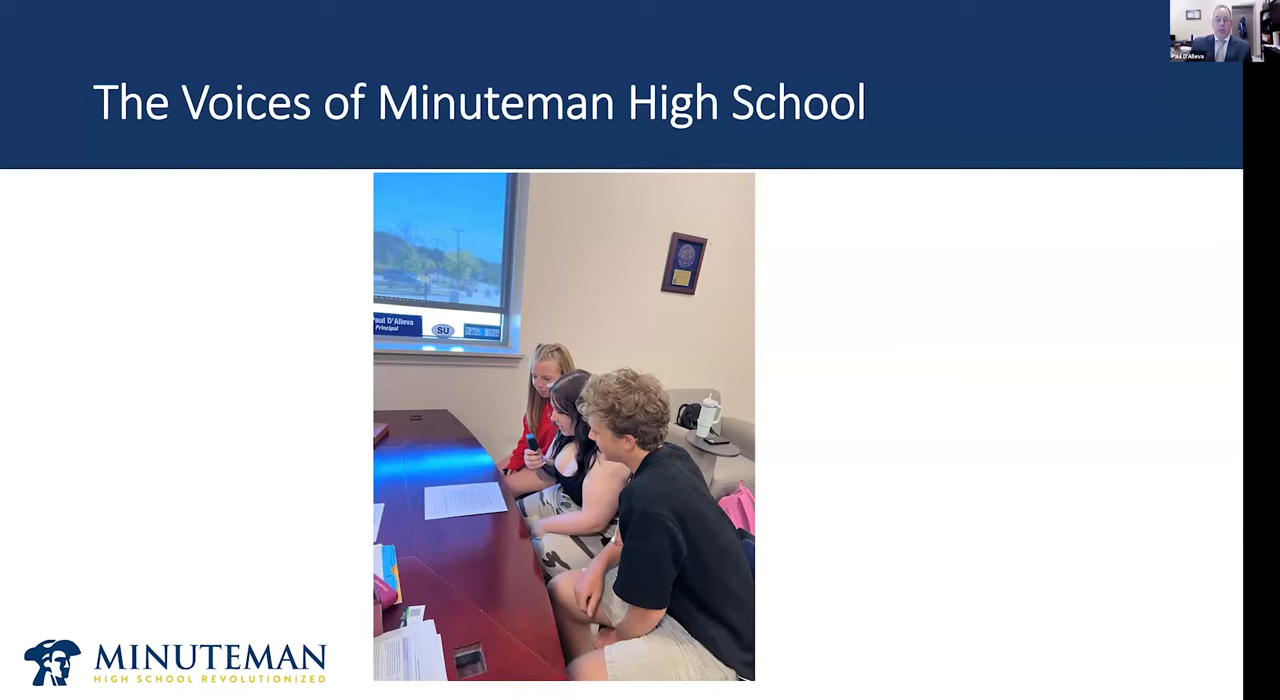 The Voices of Minuteman High School
Paul D'Alleva
Paul D'Alleva
Principal
SU
MINUTEMAN
HIGH SCHOOL REVOLUTIONIZED